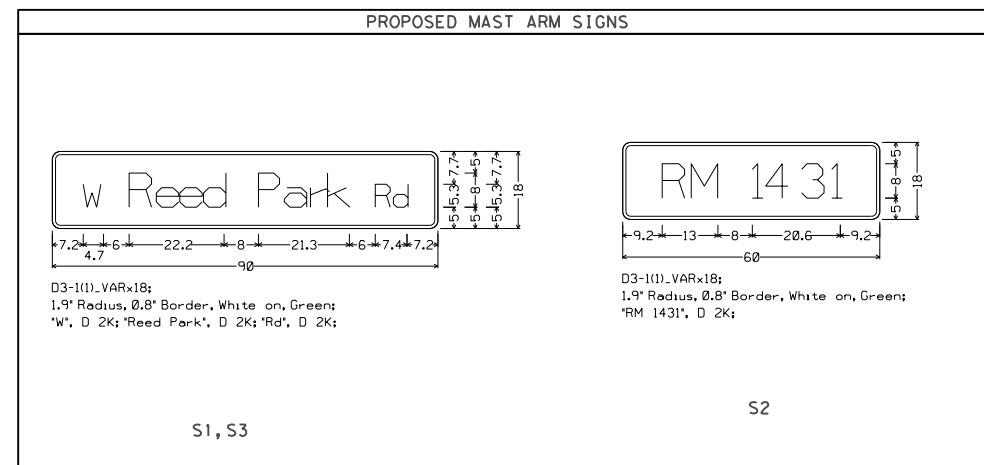 PROPOSED MAST ARM SIGNS
W Reed Park Rd
7.7
5.3
5
5
8
5
7.7
5.3
5
18
7.2 4.7 6 22.2 8 21.3 6 7.4 7.2
90
D3-1(1)_VARx18;
1.9" Radius, 0.8" Border, White on, Green;
"W", D 2K; "Reed Park", D 2K; "Rd", D 2K;
S1, S3
RM 1431
5
8
5
18
9.2 13 8 20.6 9.2
60
D3-1(1)_VARx18;
1.9" Radius, 0.8" Border, White on, Green;
"RM 1431", D 2K;
S2